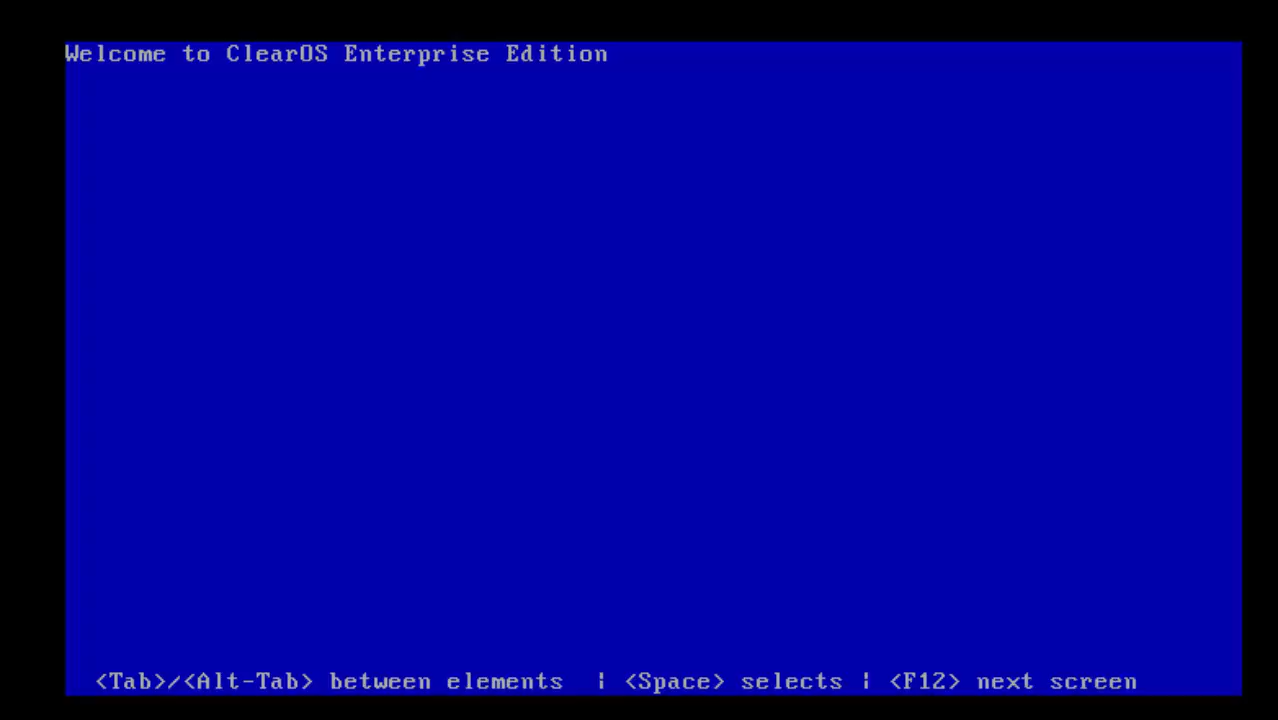 Welcome to ClearOS Enterprise Edition
<Tab>/<Alt-Tab> between elements | <Space> selects | <F12> next screen